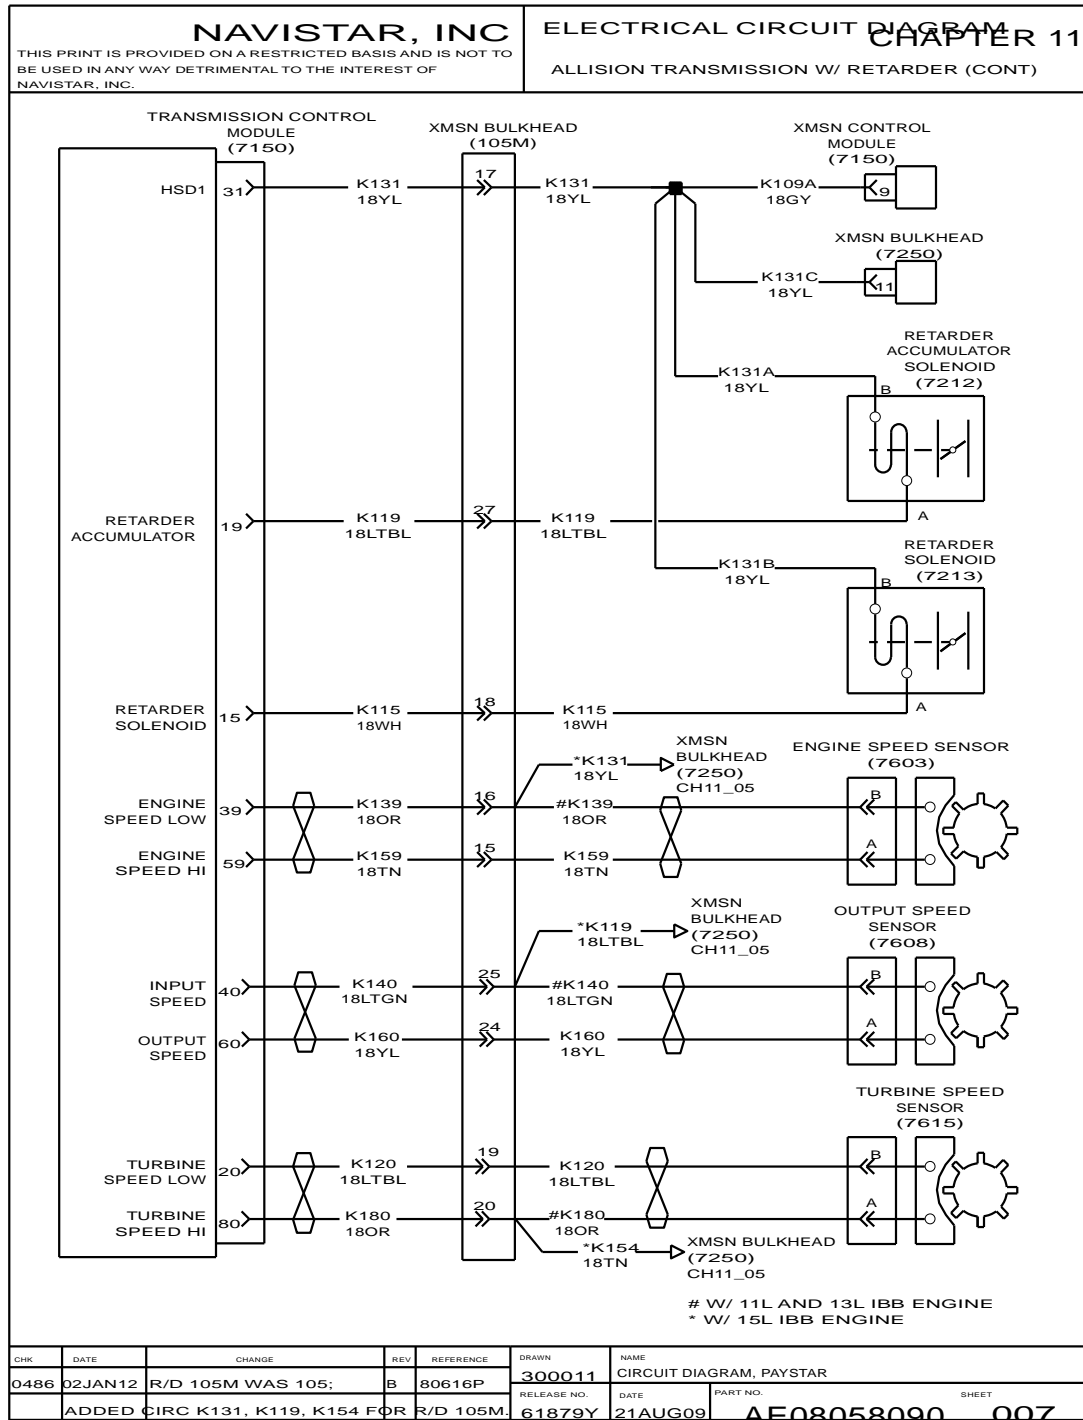 NAVISTAR, INC
THIS PRINT IS PROVIDED ON A RESTRICTED BASIS AND IS NOT TO
BE USED IN ANY WAY DETRIMENTAL TO THE INTEREST OF
NAVISTAR, INC.
ELECTRICAL CIRCUIT DIAGRAM
CHAPTER 11
ALLISION TRANSMISSION W/ RETARDER (CONT)
TRANSMISSION CONTROL
MODULE
(7150)
XMSN BULKHEAD
(105M)
XMSN CONTROL
MODULE
(7150)
HSD1
31
K131
18YL
17
K131
18YL
K109A
18GY
9
XMSN BULKHEAD
(7250)
K131C
18YL
11
RETARDER
ACCUMULATOR
SOLENOID
(7212)
K131A
18YL
B
RETARDER
ACCUMULATOR
19
K119
18LTBL
27
K119
18LTBL
A
RETARDER
SOLENOID
(7213)
K131B
18YL
B
RETARDER
SOLENOID
15
K115
18WH
18
K115
18WH
A
*K131
18YL
XMSN
BULKHEAD
(7250)
CH11_05
ENGINE SPEED SENSOR
(7603)
ENGINE
SPEED LOW
39
K139
18OR
16
#K139
18OR
B
ENGINE
SPEED HI
59
K159
18TN
15
K159
18TN
A
*K119
18LTBL
XMSN
BULKHEAD
(7250)
CH11_05
OUTPUT SPEED
SENSOR
(7608)
INPUT
SPEED
40
K140
18LTGN
25
#K140
18LTGN
B
OUTPUT
SPEED
60
K160
18YL
24
K160
18YL
A
TURBINE SPEED
SENSOR
(7615)
TURBINE
SPEED LOW
20
K120
18LTBL
19
K120
18LTBL
B
TURBINE
SPEED HI
80
K180
18OR
20
#K180
18OR
A
*K154
18TN
XMSN BULKHEAD
(7250)
CH11_05
# W/ 11L AND 13L IBB ENGINE
* W/ 15L IBB ENGINE
CHK DATE CHANGE REV REFERENCE
0486 02JAN12 R/D 105M WAS 105; B 80616P
ADDED CIRC K131, K119, K154 FOR R/D 105M.
DRAWN
300011
NAME
CIRCUIT DIAGRAM, PAYSTAR
RELEASE NO.
61879Y
DATE
21AUG09
PART NO.
AE08058090
SHEET
007